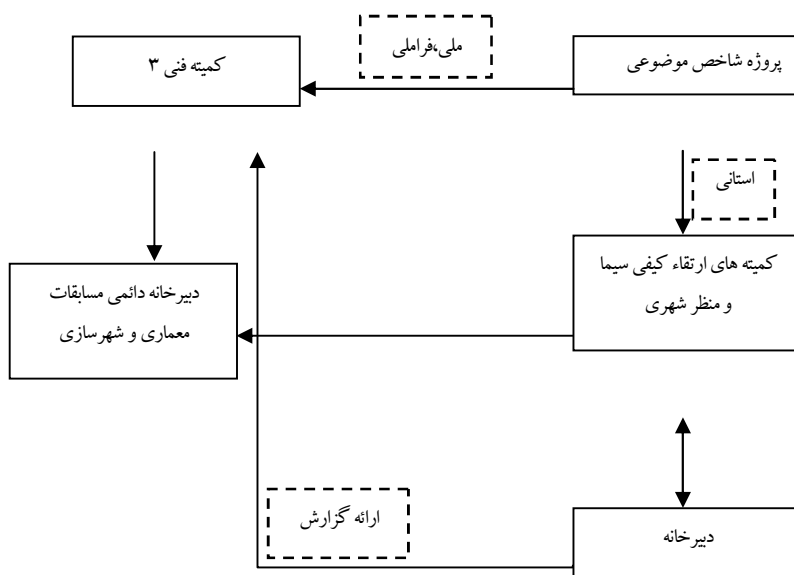 پروژه شاخص موضوعی
ملی،فراملی
کمیته فنی ۳
استانی
کمیته های ارتقاء کیفی سیما
و منظر شهری
دبیرخانه دائمی مسابقات
معماری و شهرسازی
ارائه گزارش
دبیرخانه